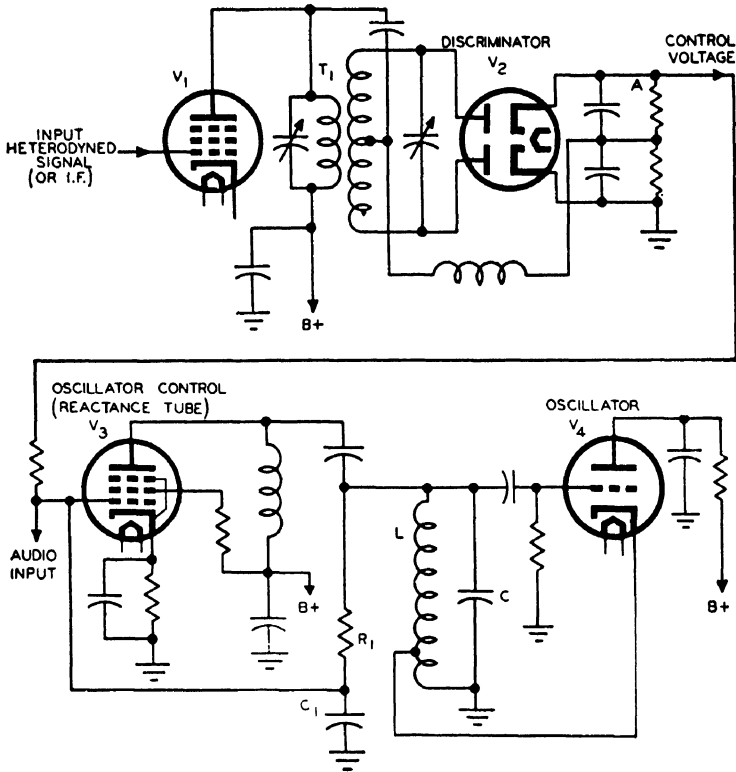 DISCRIMINATOR
V2
CONTROL
VOLTAGE
V1
T1
A
INPUT
HETERODYNED
SIGNAL
(OR I.F.)
B+
OSCILLATOR CONTROL
(REACTANCE TUBE)
V3
OSCILLATOR
V4
L
C
AUDIO
INPUT
B+
B+
R1
C1